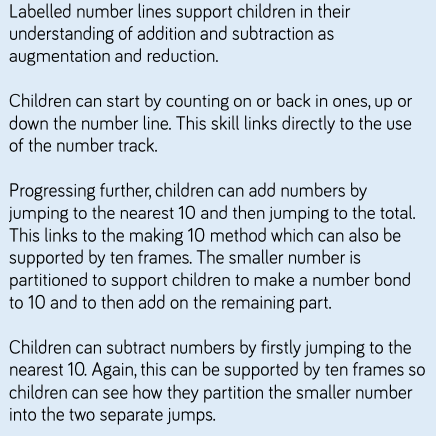 Labelled number lines support children in their
understanding of addition and subtraction as
augmentation and reduction.
Children can start by counting on or back in ones, up or
down the number line. This skill links directly to the use
of the number track.
Progressing further, children can add numbers by
jumping to the nearest 10 and then jumping to the total.
This links to the making 10 method which can also be
supported by ten frames. The smaller number is
partitioned to support children to make a number bond
to 10 and to then add on the remaining part.
Children can subtract numbers by firstly jumping to the
nearest 10. Again, this can be supported by ten frames so
children can see how they partition the smaller number
into the two separate jumps.